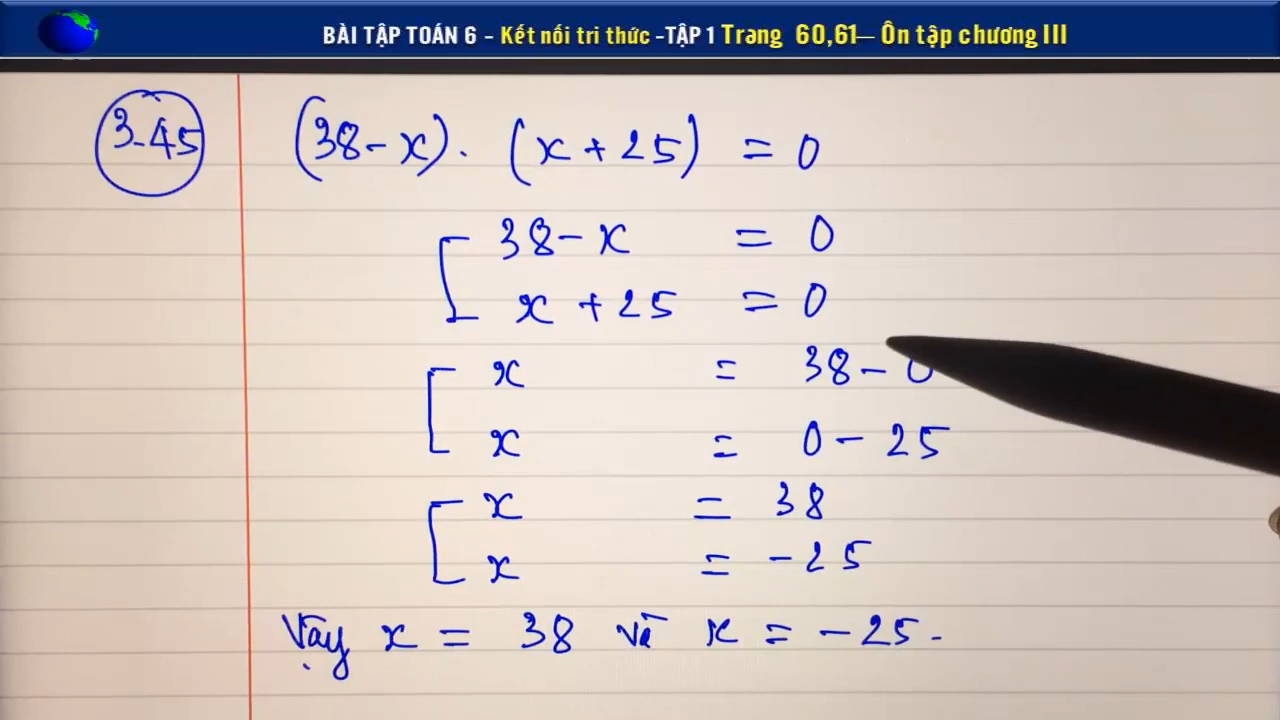 BÀI TẬP TOÁN 6 - Kết nối tri thức -TẬP 1 Trang 60,61– Ôn tập chương III
3.45
(38-x). (x+25) = 0
38-x = 0
x +25 = 0
x = 38-0
x = 0-25
x = 38
x = -25
Vậy x = 38 và x = -25.